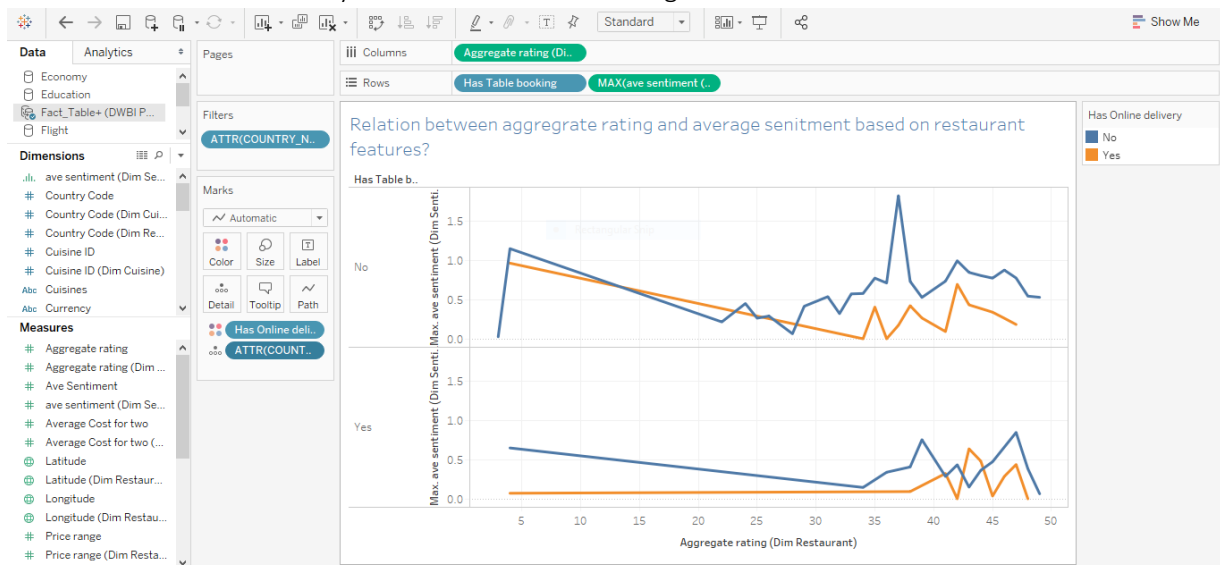 Standard
Show Me
Data Analytics
Economy
Education
Fact_Table+ (DWBI P...
Flight
Dimensions
ave sentiment (Dim Se...
Country Code
Country Code (Dim Cui...
Country Code (Dim Re...
Cuisine ID
Cuisine ID (Dim Cuisine)
Abc Cuisines
Abc Currency
Measures
Aggregate rating
Aggregate rating (Dim ...
Ave Sentiment
ave sentiment (Dim Se...
Average Cost for two
Average Cost for two (...
Latitude
Latitude (Dim Restaur...
Longitude
Longitude (Dim Restau...
Price range
Price range (Dim Resta...
Pages
Filters
ATTR(COUNTRY_N..
Marks
Automatic
Color Size Label
Detail Tooltip Path
Has Online deli..
ATTR(COUNT..
Columns
Aggregate rating (Di..
Rows
Has Table booking MAX(ave sentiment (..
Relation between aggregrate rating and average senitment based on restaurant
features?
Has Table b..
No
Max. ave sentiment (Dim Senti..
1.5
1.0
0.5
0.0
Yes
Max. ave sentiment (Dim Senti..
1.5
1.0
0.5
0.0
5 10 15 20 25 30 35 40 45 50
Aggregate rating (Dim Restaurant)
Has Online delivery
No
Yes